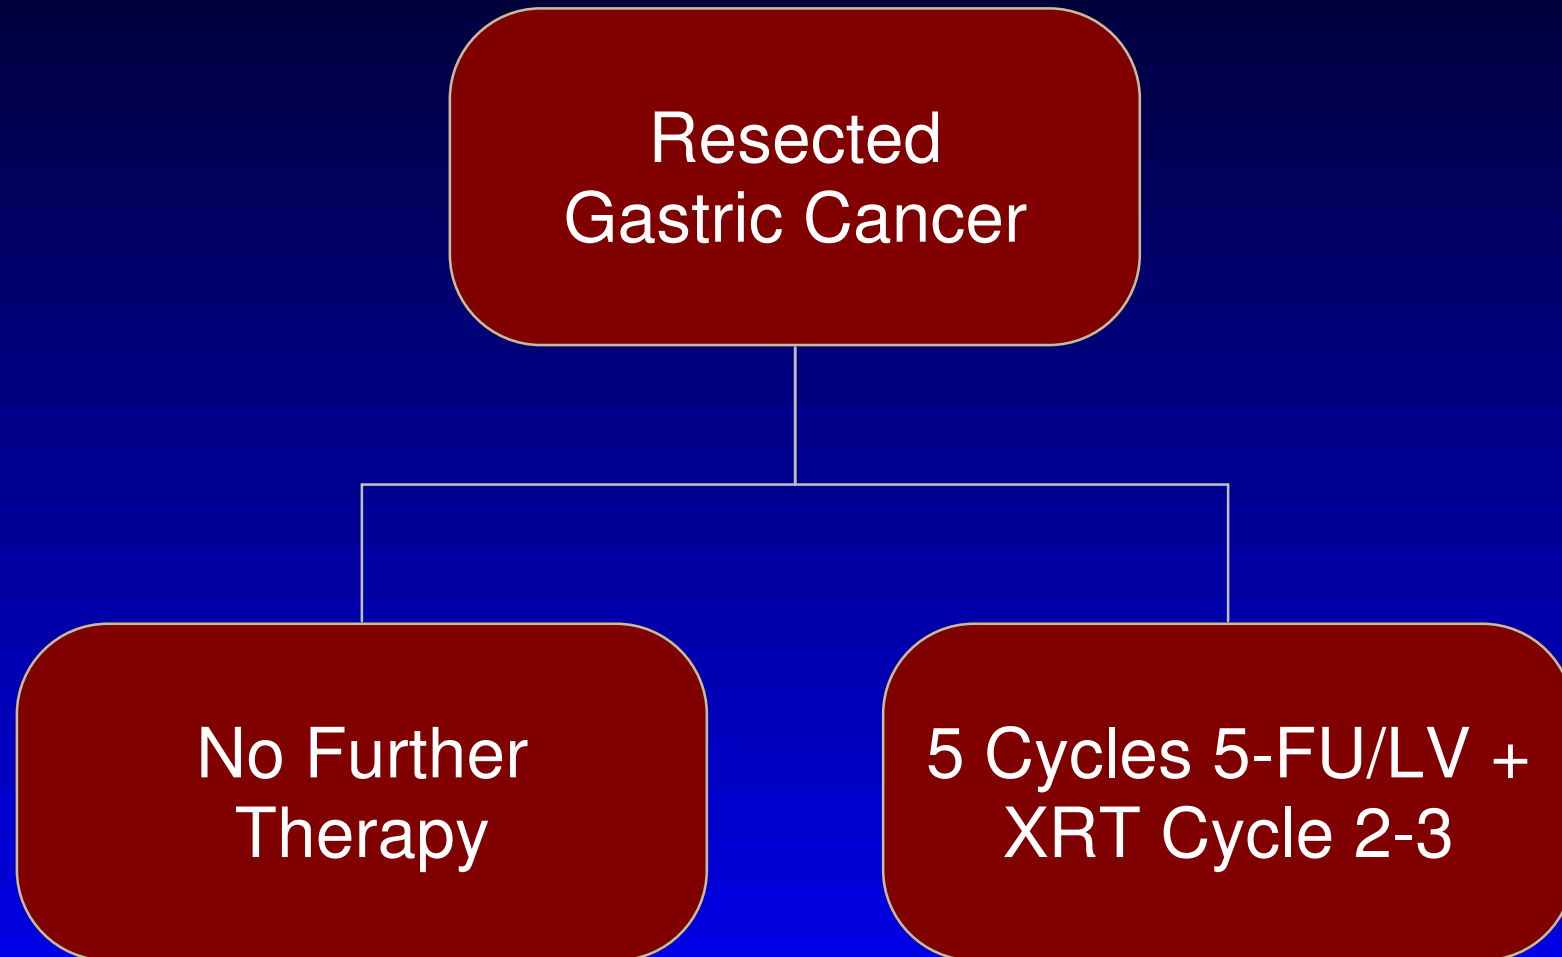 Resected
Gastric Cancer
No Further
Therapy
5 Cycles 5-FU/LV +
XRT Cycle 2-3